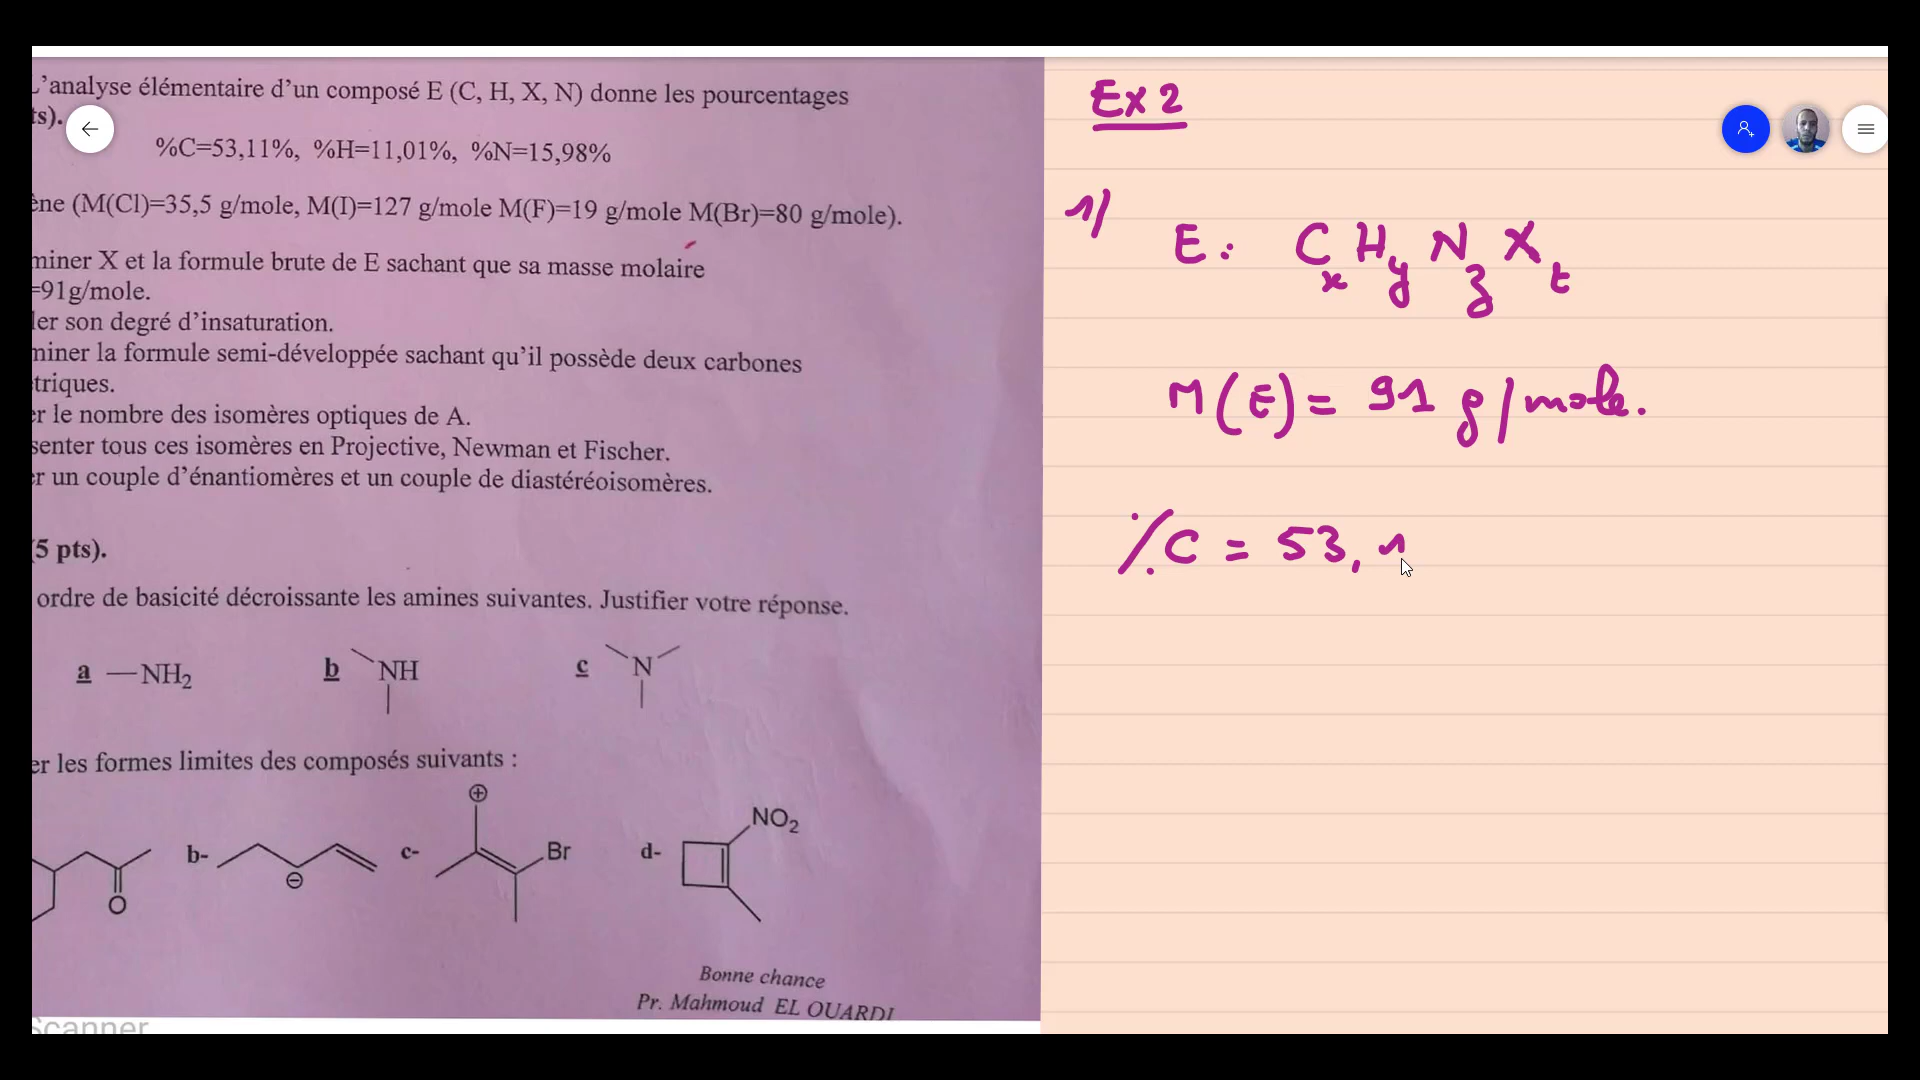 L’analyse élémentaire d’un composé E (C, H, X, N) donne les pourcentages
ts).
%C=53,11%, %H=11,01%, %N=15,98%
ène (M(Cl)=35,5 g/mole, M(I)=127 g/mole M(F)=19 g/mole M(Br)=80 g/mole).
miner X et la formule brute de E sachant que sa masse molaire
=91g/mole.
ler son degré d’insaturation.
miner la formule semi-développée sachant qu’il possède deux carbones
triques.
er le nombre des isomères optiques de A.
senter tous ces isomères en Projective, Newman et Fischer.
er un couple d’énantiomères et un couple de diastéréoisomères.
(5 pts).
ordre de basicité décroissante les amines suivantes. Justifier votre réponse.
a —NH2 b NH c N
er les formes limites des composés suivants :
O b- ⊖ c- ⊕ Br d- NO2
Bonne chance
Pr. Mahmoud EL OUARDI
Scanner
Ex 2
1/
E : Cx Hy Nz Xt
M(E) = 91 g/mole.
%C = 53,1